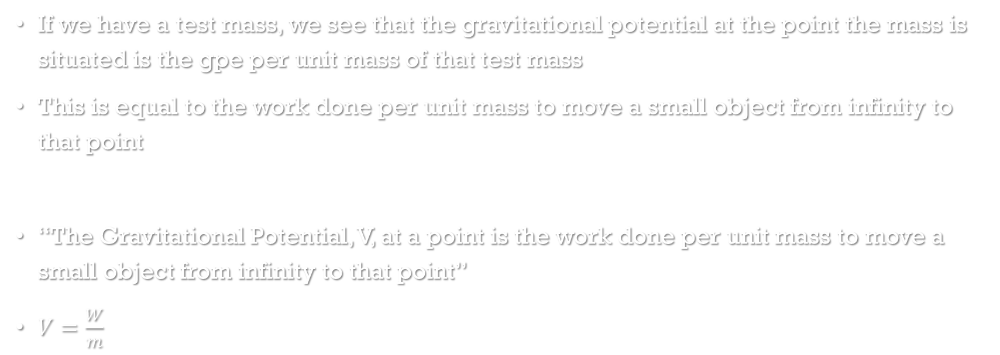 • If we have a test mass, we see that the gravitational potential at the point the mass is
situated is the gpe per unit mass of that test mass
• This is equal to the work done per unit mass to move a small object from infinity to
that point
• “The Gravitational Potential, V, at a point is the work done per unit mass to move a
small object from infinity to that point”
• V = W/m